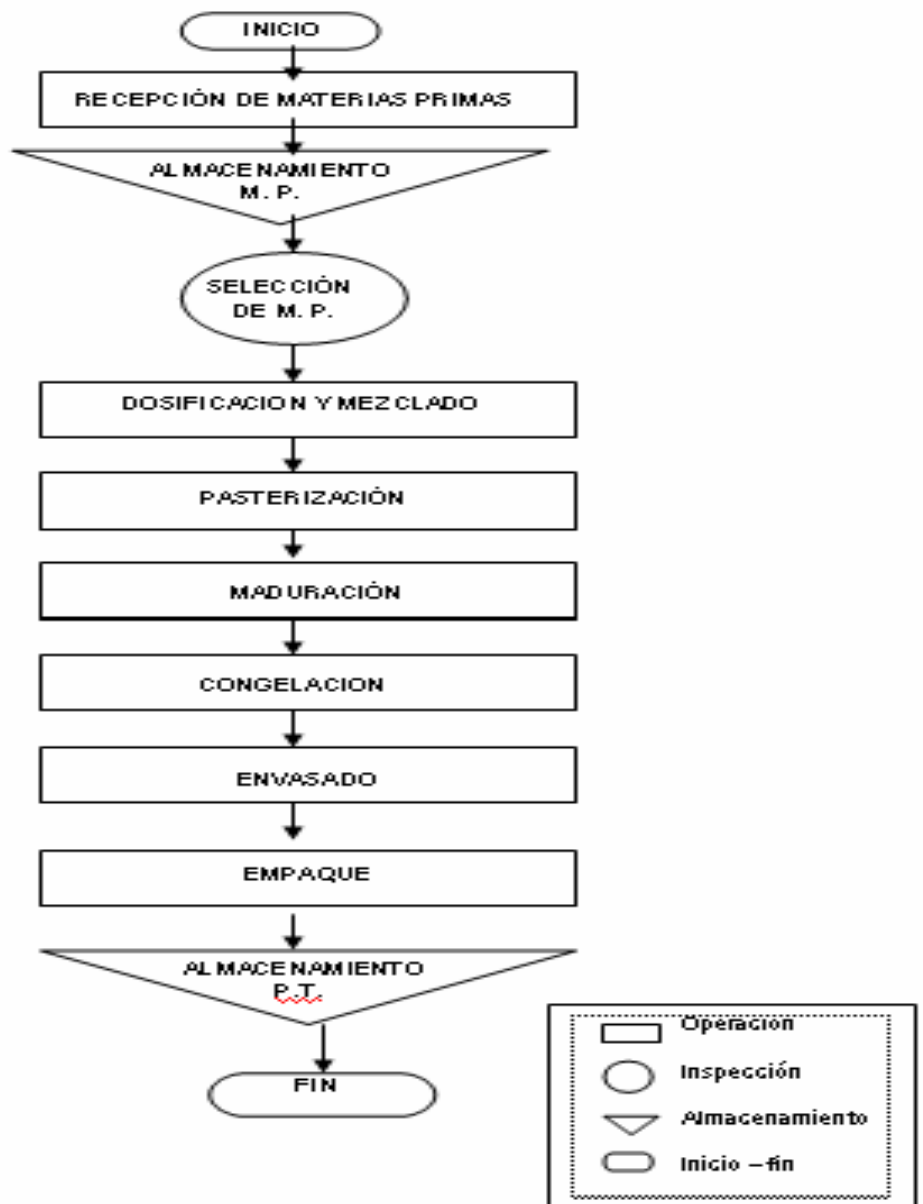 INICIO
RECEPCIÓN DE MATERIAS PRIMAS
ALMACENAMIENTO
M. P.
SELECCIÓN
DE M. P.
DOSIFICACION Y MEZCLADO
PASTERIZACIÓN
MADURACIÓN
CONGELACION
ENVASADO
EMPAQUE
ALMACENAMIENTO
P.T.
FIN
Operación
Inspección
Almacenamiento
Inicio – fin